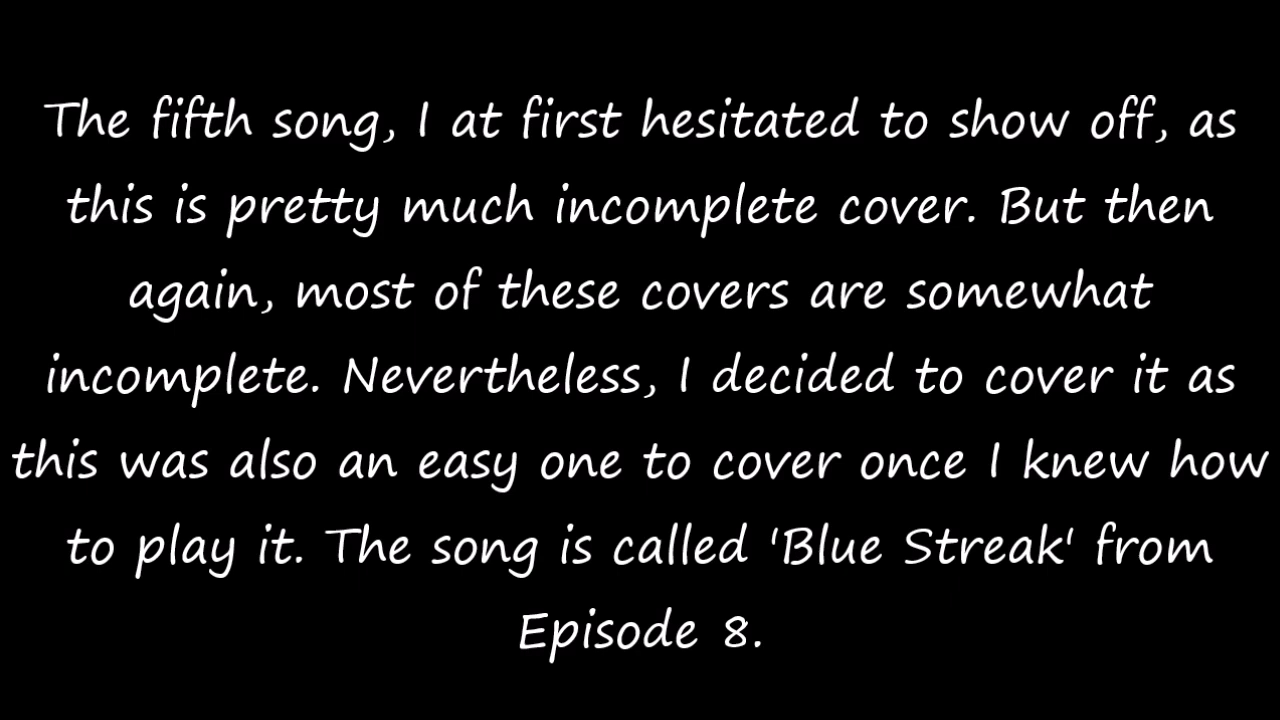 The fifth song, I at first hesitated to show off, as
this is pretty much incomplete cover. But then
again, most of these covers are somewhat
incomplete. Nevertheless, I decided to cover it as
this was also an easy one to cover once I knew how
to play it. The song is called 'Blue Streak' from
Episode 8.